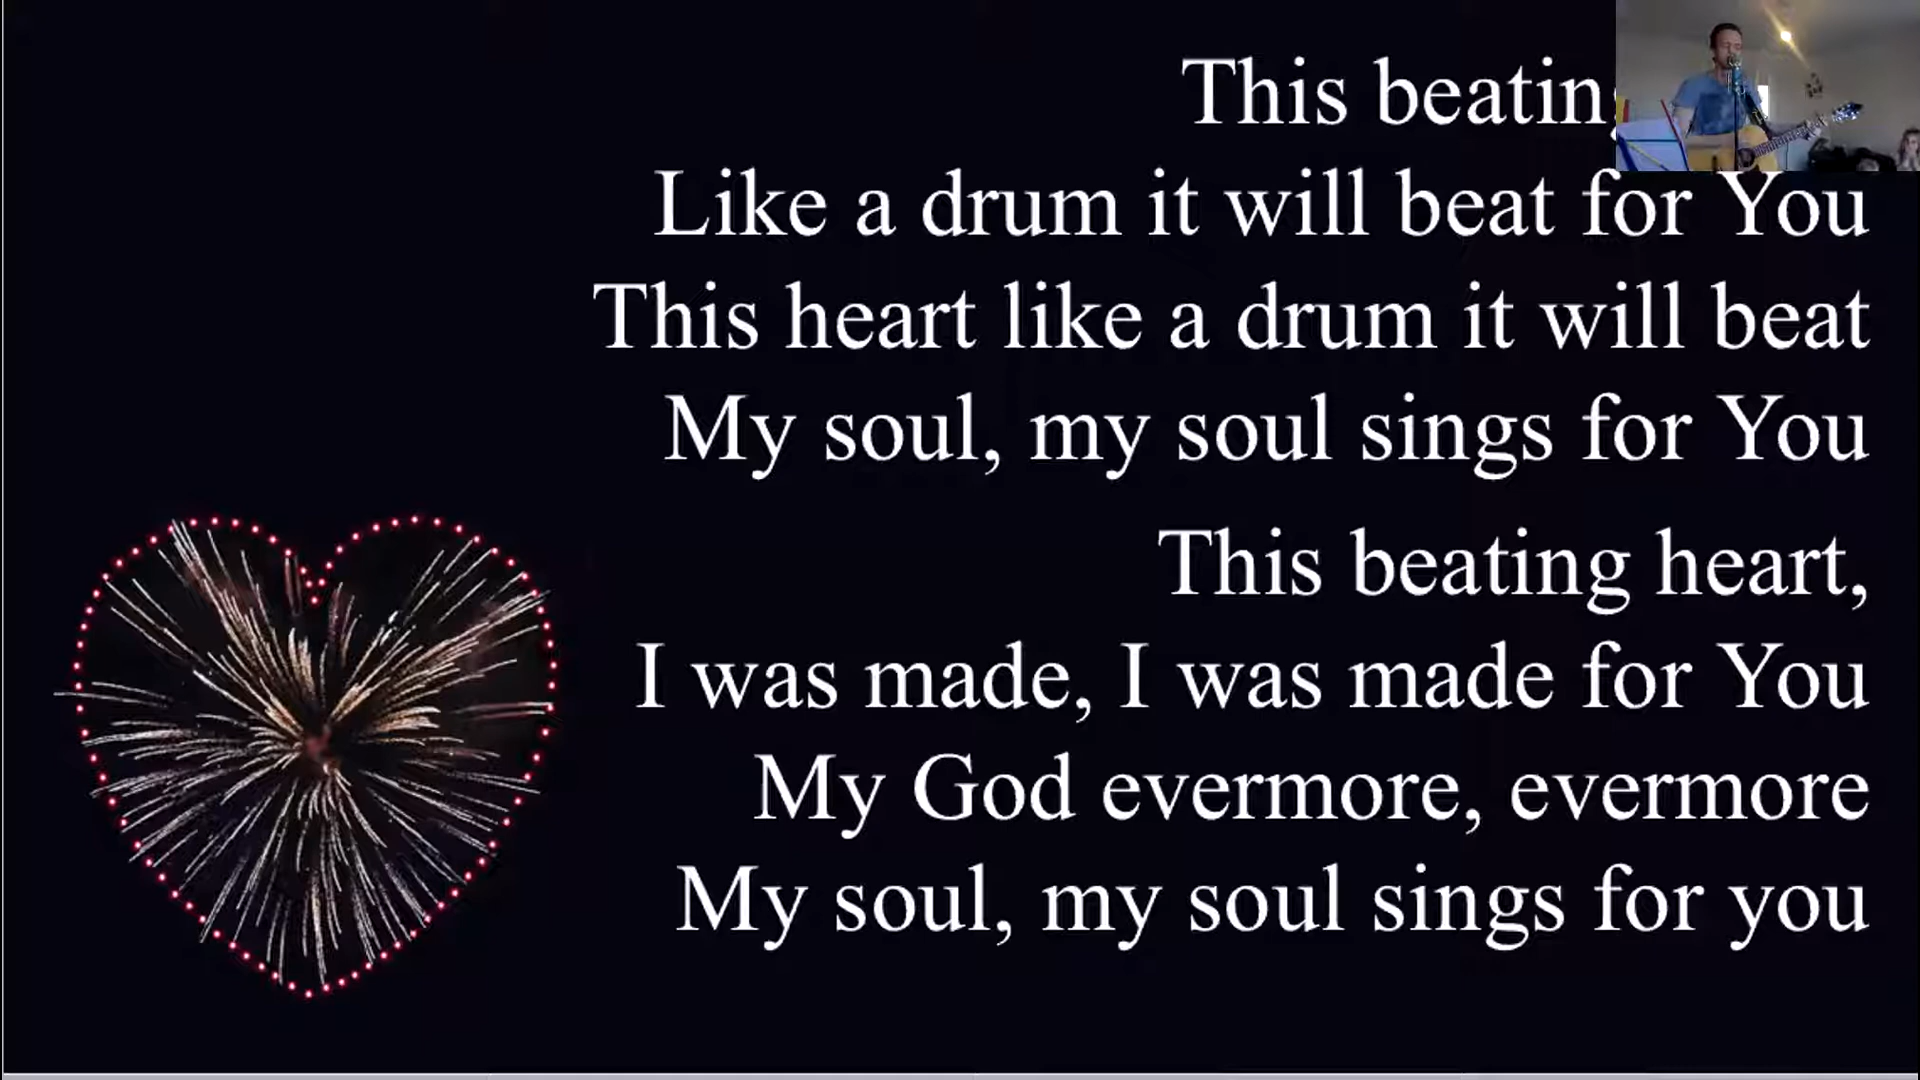 This beating
Like a drum it will beat for You
This heart like a drum it will beat
My soul, my soul sings for You
This beating heart,
I was made, I was made for You
My God evermore, evermore
My soul, my soul sings for you